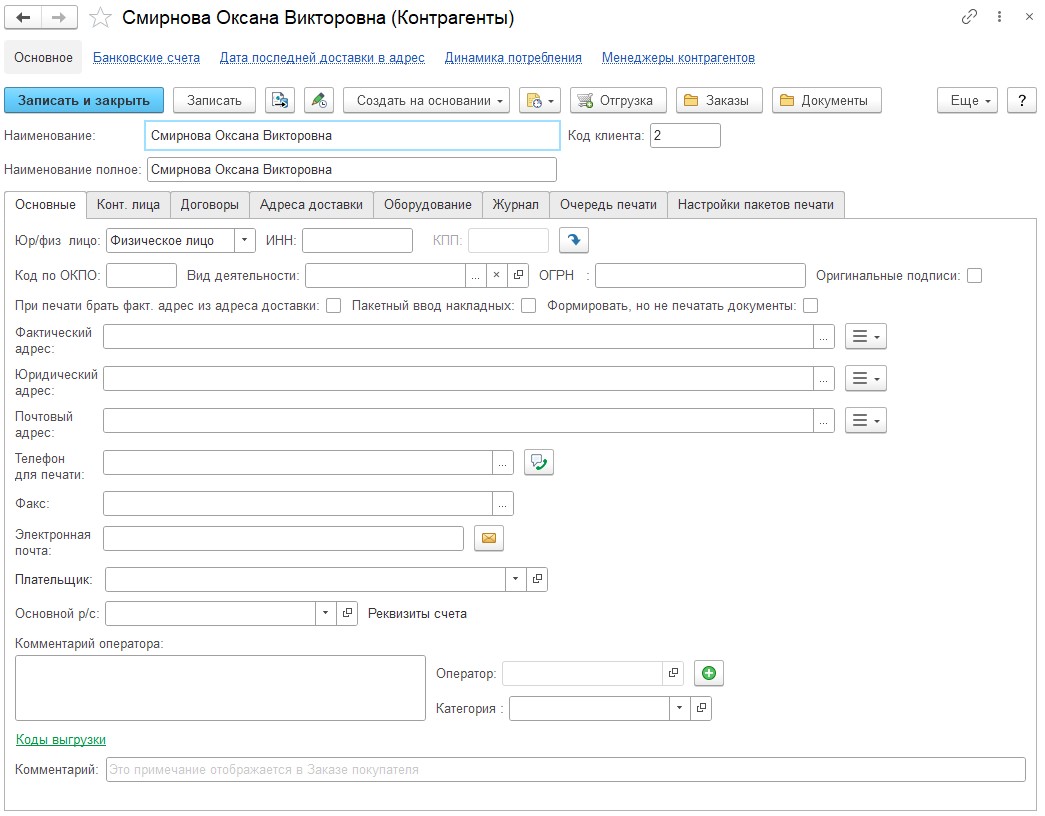 Смирнова Оксана Викторовна (Контрагенты)
Основное Банковские счета Дата последней доставки в адрес Динамика потребления Менеджеры контрагентов
Записать и закрыть Записать Создать на основании Отгрузка Заказы Документы Еще ?
Наименование: Смирнова Оксана Викторовна Код клиента: 2
Наименование полное: Смирнова Оксана Викторовна
Основные Конт. лица Договоры Адреса доставки Оборудование Журнал Очередь печати Настройки пакетов печати
Юр/физ лицо: Физическое лицо ИНН: КПП:
Код по ОКПО: Вид деятельности: ... × ОГРН : Оригинальные подписи:
При печати брать факт. адрес из адреса доставки: Пакетный ввод накладных: Формировать, но не печатать документы:
Фактический
адрес: ...
Юридический
адрес: ...
Почтовый
адрес: ...
Телефон
для печати: ...
Факс: ...
Электронная
почта:
Плательщик:
Основной р/с: Реквизиты счета
Комментарий оператора:
Оператор:
Категория :
Коды выгрузки
Комментарий: Это примечание отображается в Заказе покупателя